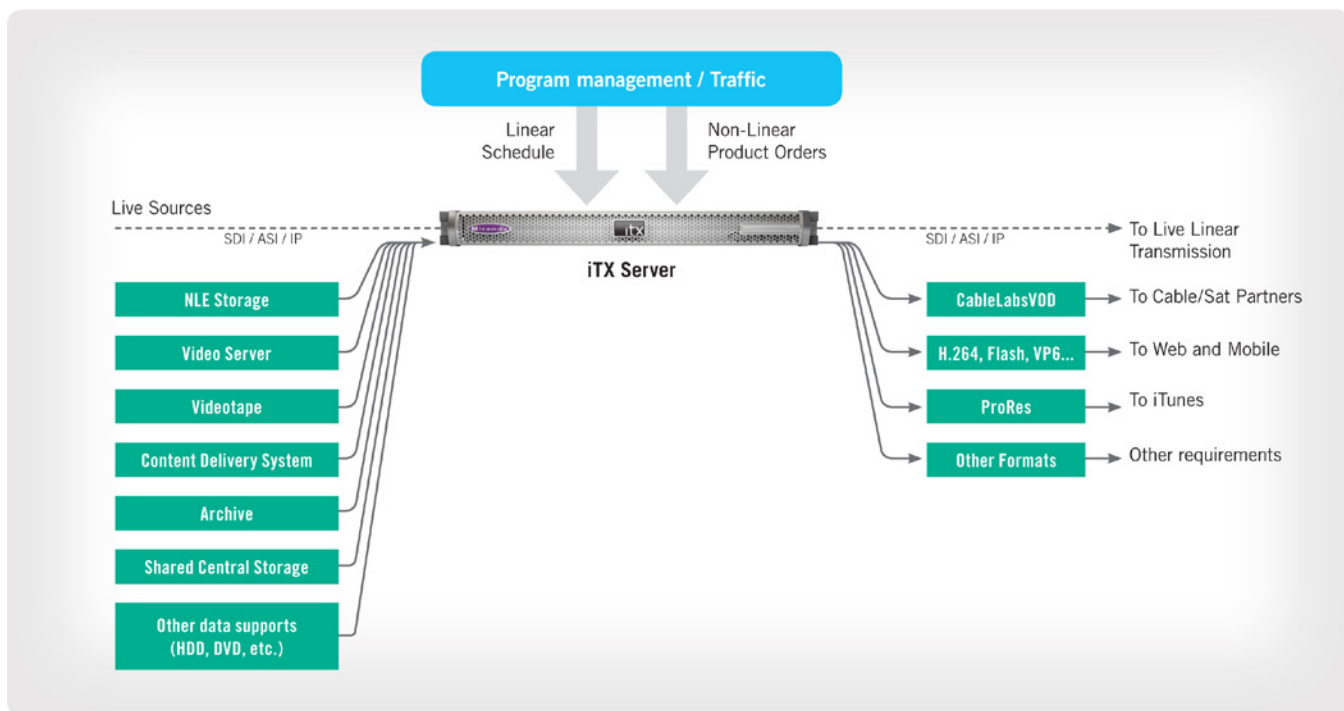 Program management / Traffic
Linear
Schedule
Non-Linear
Product Orders
Live Sources
SDI / ASI / IP
Miranda
iTX
SDI / ASI / IP
To Live Linear
Transmission
iTX Server
NLE Storage
Video Server
Videotape
Content Delivery System
Archive
Shared Central Storage
Other data supports
(HDD, DVD, etc.)
CableLabsVOD
To Cable/Sat Partners
H.264, Flash, VP6...
To Web and Mobile
ProRes
To iTunes
Other Formats
Other requirements